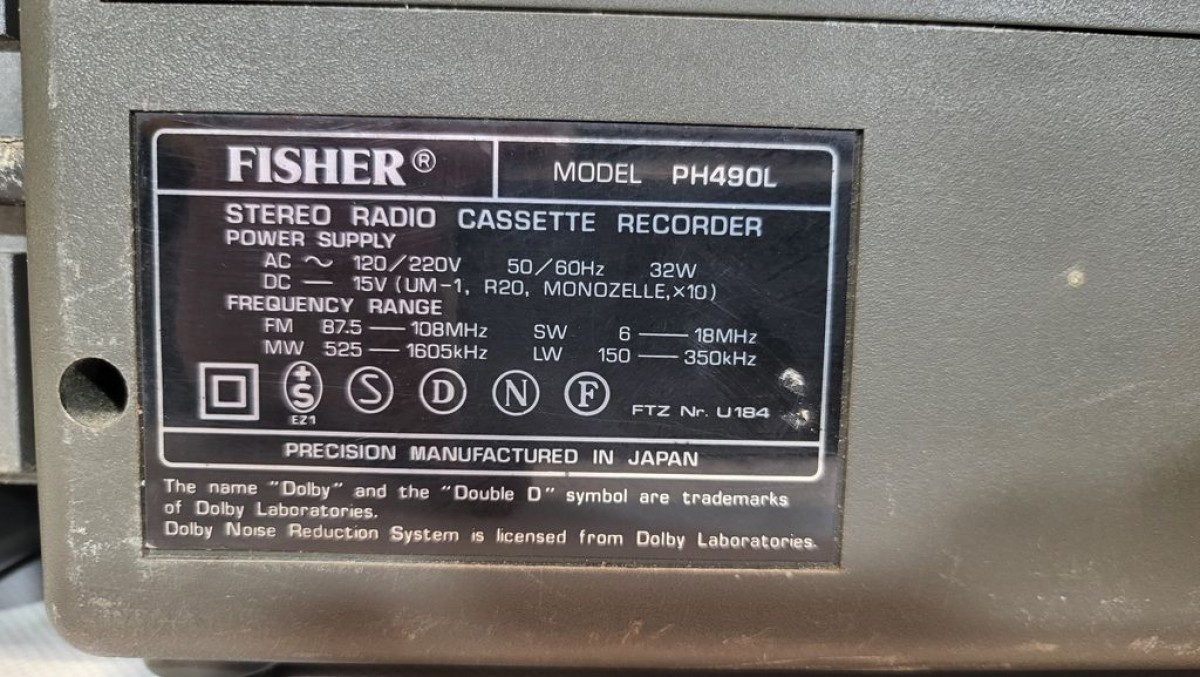 FISHER® MODEL PH490L
STEREO RADIO CASSETTE RECORDER
POWER SUPPLY
AC ~ 120/220V 50/60Hz 32W
DC — 15V (UM-1, R20, MONOZELLE,×10)
FREQUENCY RANGE
FM 87.5 — 108MHz SW 6 — 18MHz
MW 525 — 1605kHz LW 150 — 350kHz
+S S D N F FTZ Nr. U184
EZ1
PRECISION MANUFACTURED IN JAPAN
The name "Dolby" and the "Double D" symbol are trademarks
of Dolby Laboratories.
Dolby Noise Reduction System is licensed from Dolby Laboratories.